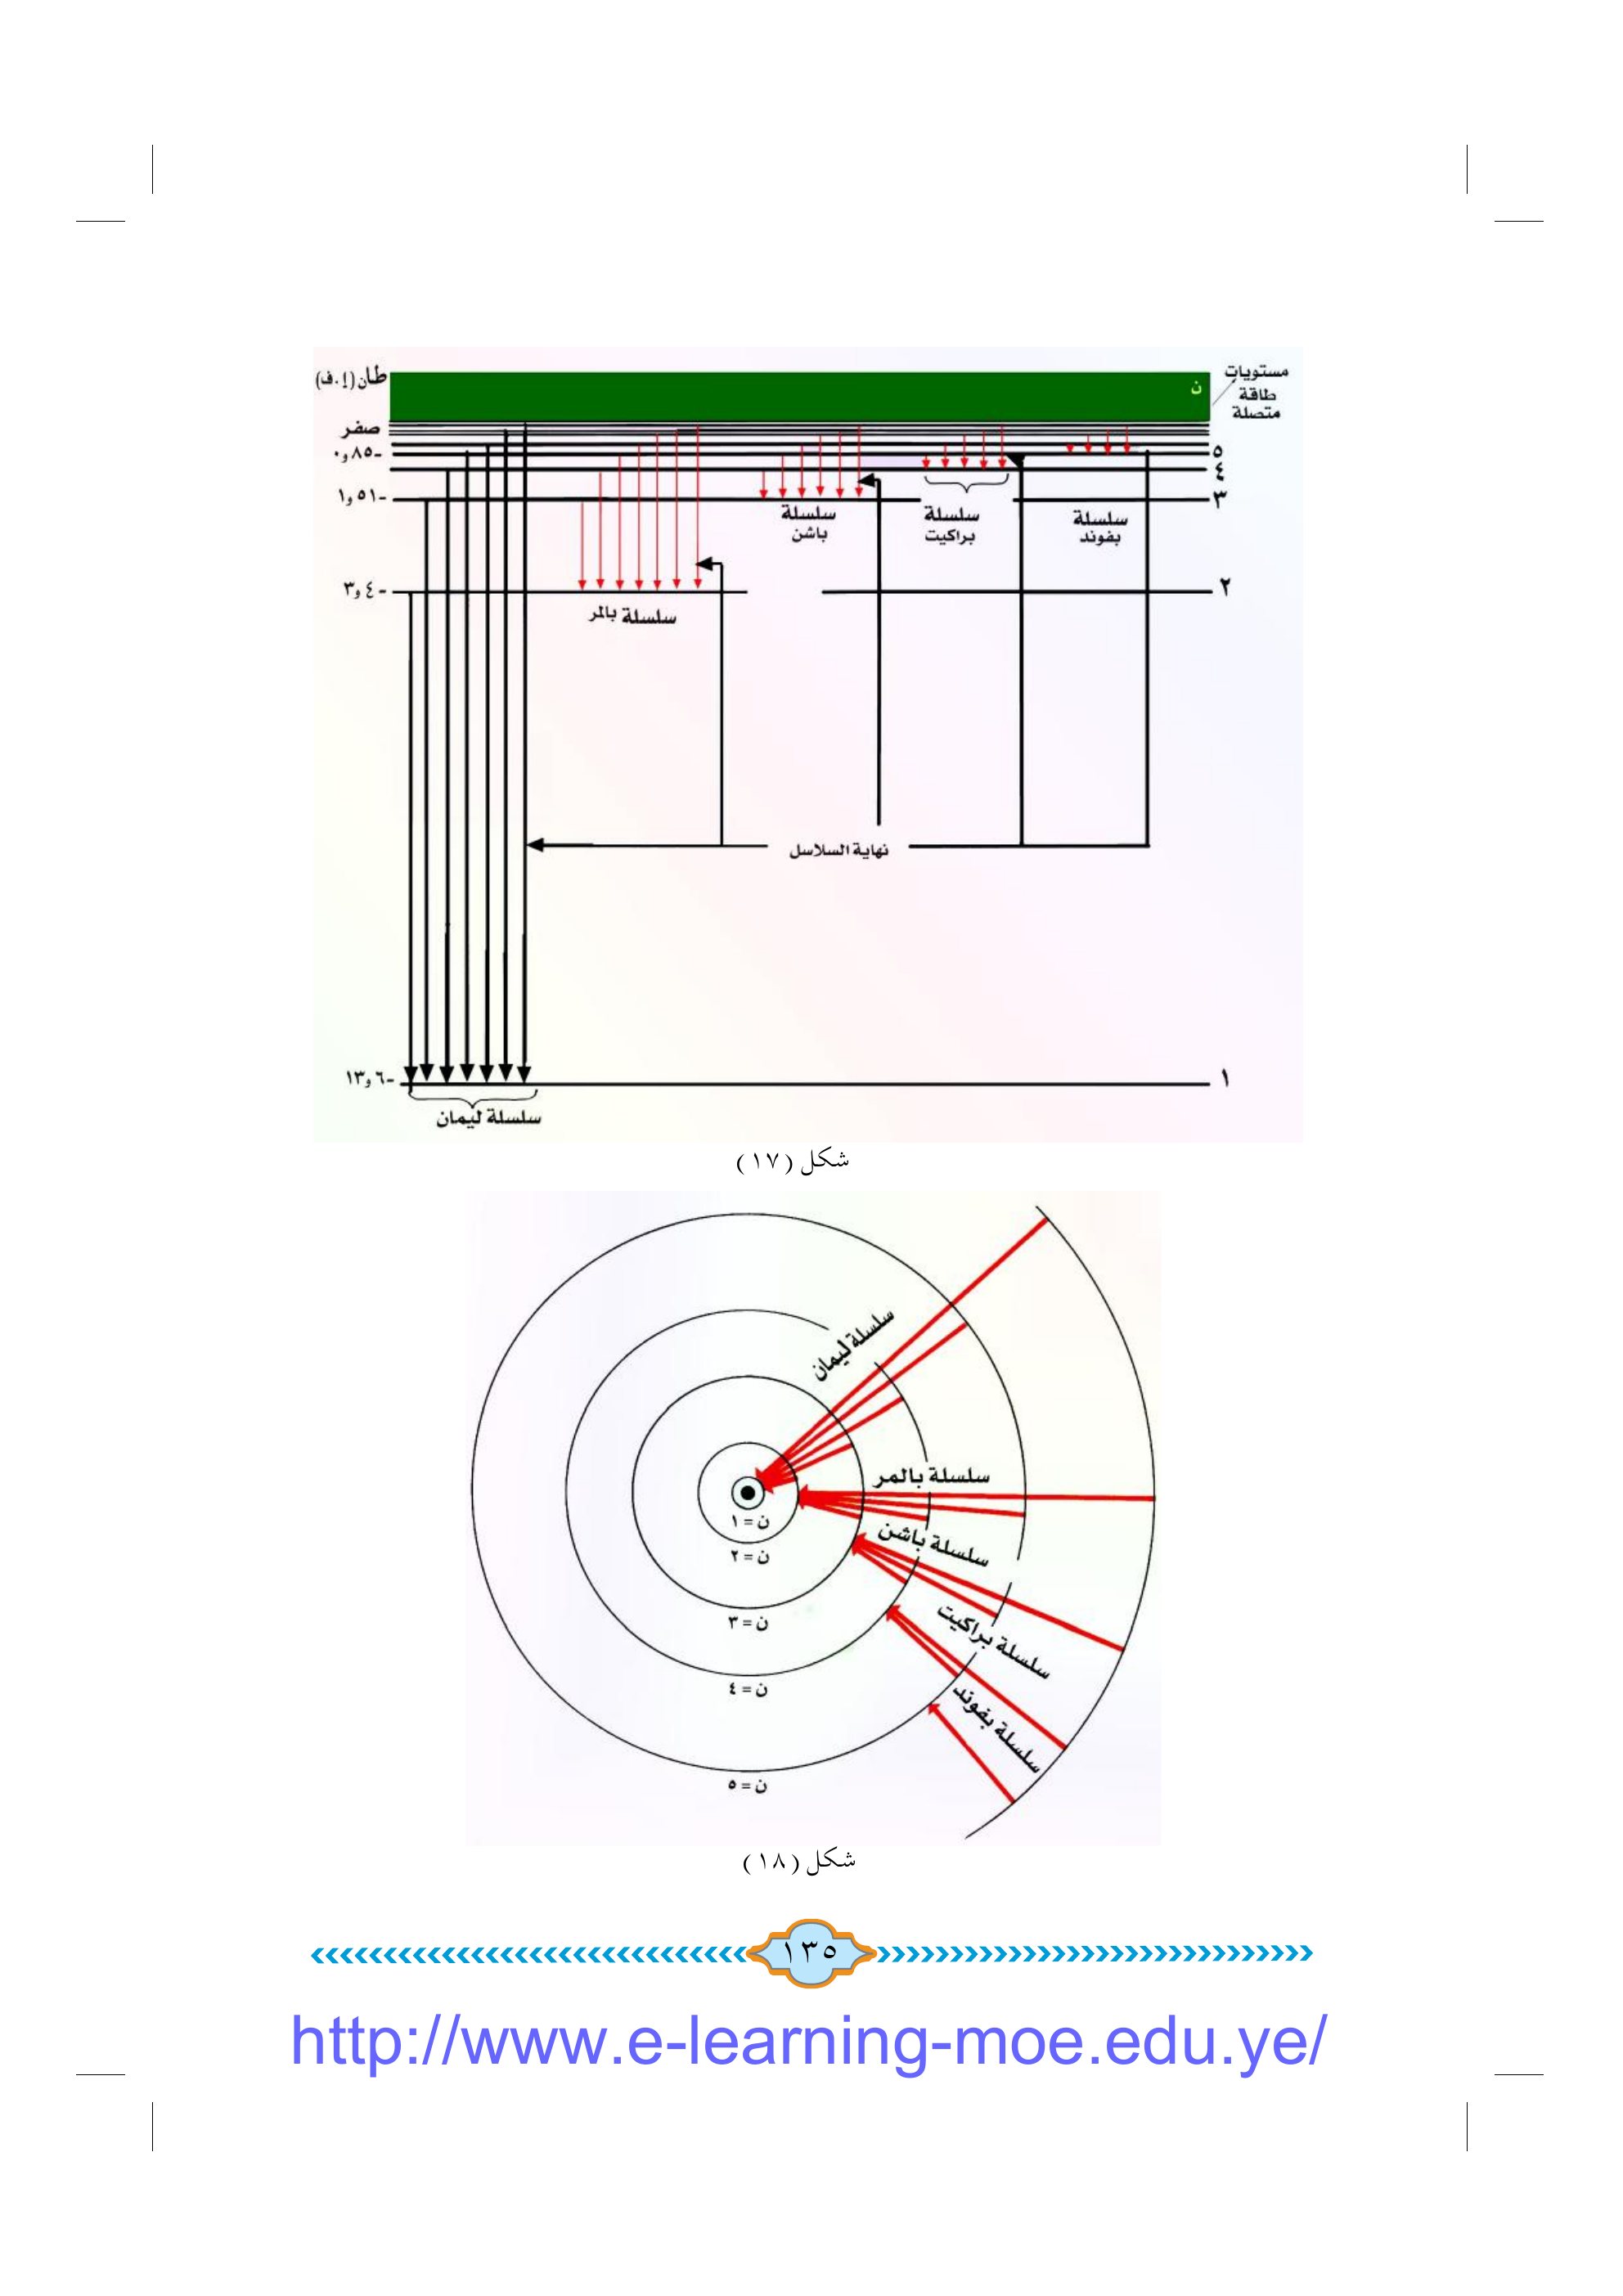 طان (إ.ف)
ن
مستويات
طاقة
متصلة
صفر
-٨٥و٠
٥
٤
-٥١و١
٣
سلسلة
باشن
سلسلة
براكيت
سلسلة
بفوند
-٤و٣
٢
سلسلة بالمر
نهاية السلاسل
-٦و١٣
١
سلسلة ليمان
شكل (١٧)
سلسلة ليمان
سلسلة بالمر
سلسلة باشن
سلسلة براكيت
سلسلة بفوند
ن = ١
ن = ٢
ن = ٣
ن = ٤
ن = ٥
شكل (١٨)
١٣٥
http://www.e-learning-moe.edu.ye/